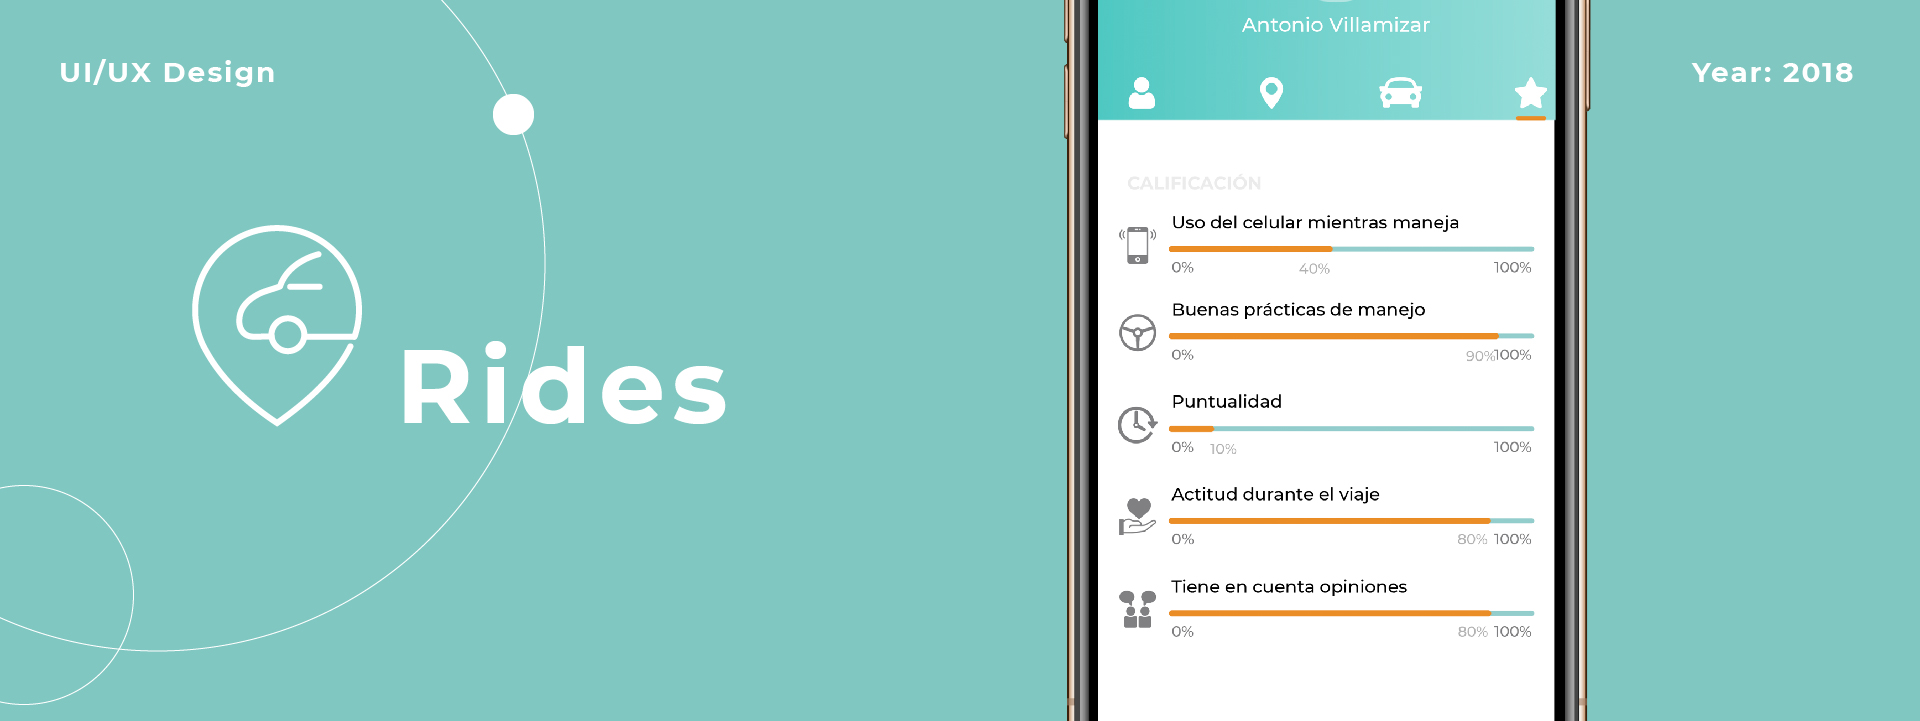 UI/UX Design
Rides
Antonio Villamizar
CALIFICACIÓN
Uso del celular mientras maneja
0% 40% 100%
Buenas prácticas de manejo
0% 90% 100%
Puntualidad
0% 10% 100%
Actitud durante el viaje
0% 80% 100%
Tiene en cuenta opiniones
0% 80% 100%
Year: 2018